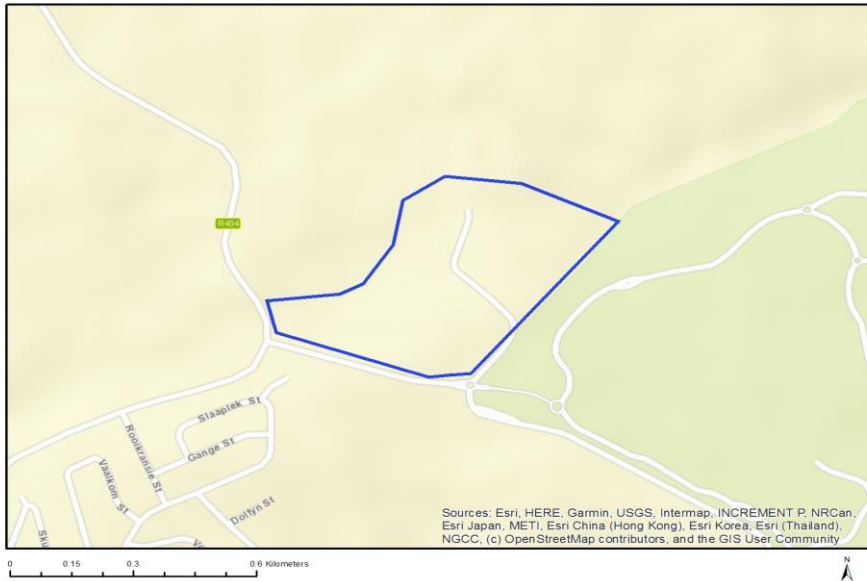 R404
Slaaplek St
Rooikransie St
Gange St
Vaalkom St
Dolfyn St
Sources: Esri, HERE, Garmin, USGS, Intermap, INCREMENT P, NRCan,
Esri Japan, METI, Esri China (Hong Kong), Esri Korea, Esri (Thailand),
NGCC, (c) OpenStreetMap contributors, and the GIS User Community
0 0.15 0.3 0.6 Kilometers
N